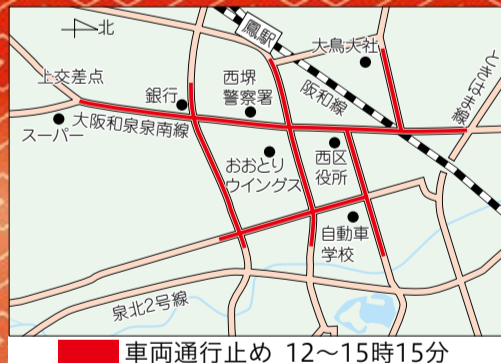 北
鳳駅
大鳥大社
ときはま線
上交差点
銀行
西堺
警察署
阪和線
スーパー
大阪和泉泉南線
おおとり
ウイングス
西区
役所
自動車
学校
泉北2号線
車両通行止め 12～15時15分